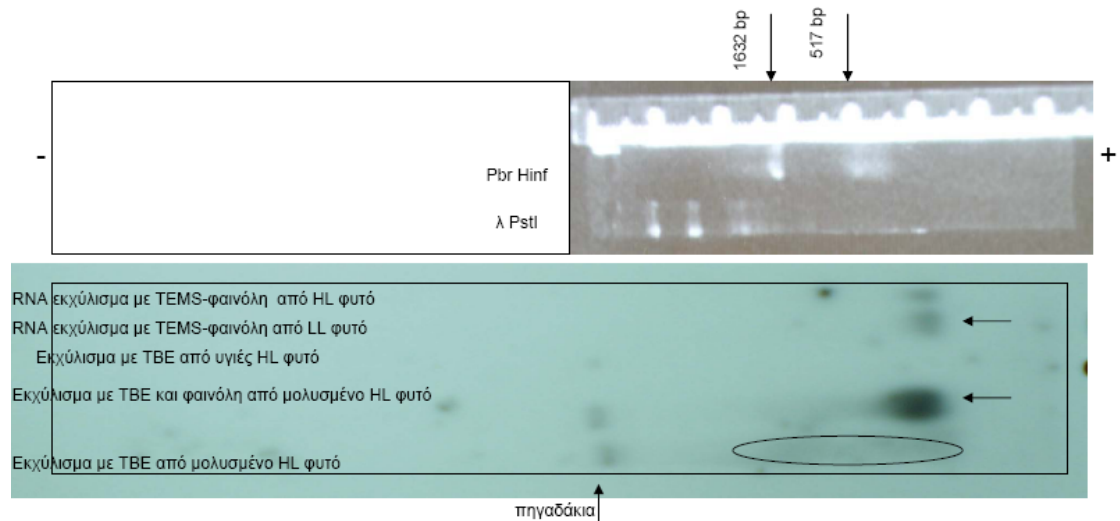 1632 bp
517 bp
-
+
Pbr Hinf
λ PstI
RNA εκχύλισμα με TEMS-φαινόλη από HL φυτό
RNA εκχύλισμα με TEMS-φαινόλη από LL φυτό
Εκχύλισμα με TBE από υγιές HL φυτό
Εκχύλισμα με TBE και φαινόλη από μολυσμένο HL φυτό
Εκχύλισμα με TBE από μολυσμένο HL φυτό
πηγαδάκια